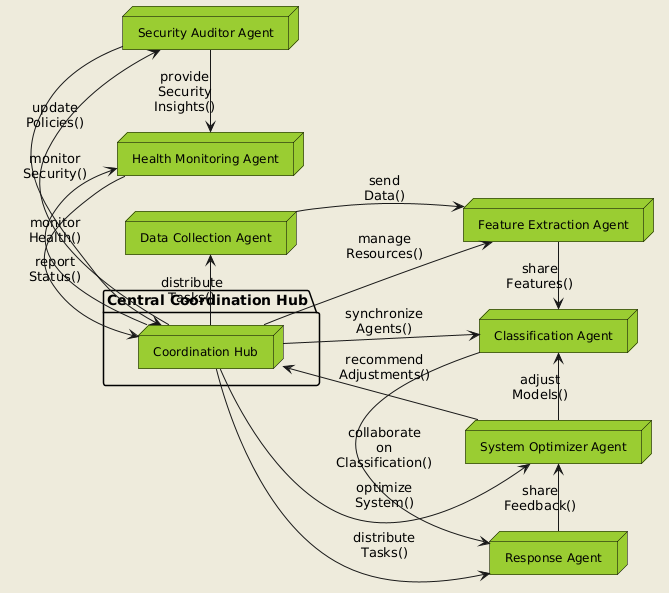 Security Auditor Agent
provide
Security
Insights()
update
Policies()
monitor
Security()
Health Monitoring Agent
send
Data()
monitor
Health()
Data Collection Agent
Feature Extraction Agent
manage
Resources()
report
Status()
share
Features()
distribute
Tasks()
Central Coordination Hub
synchronize
Agents()
Classification Agent
Coordination Hub
recommend
Adjustments()
adjust
Models()
collaborate
on
Classification()
System Optimizer Agent
optimize
System()
share
Feedback()
distribute
Tasks()
Response Agent